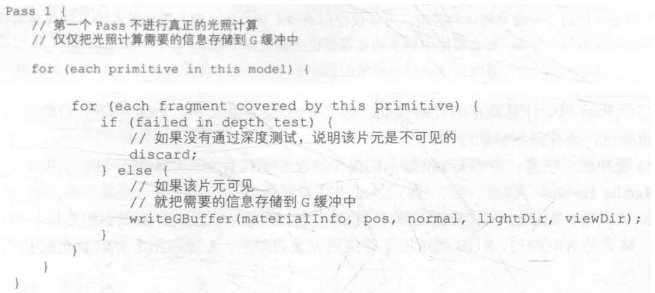 Pass 1 {
// 第一个 Pass 不进行真正的光照计算
// 仅仅把光照计算需要的信息存储到 G 缓冲中
for (each primitive in this model) {
for (each fragment covered by this primitive) {
if (failed in depth test) {
// 如果没有通过深度测试，说明该片元是不可见的
discard;
} else {
// 如果该片元可见
// 就把需要的信息存储到 G 缓冲中
writeGBuffer(materialInfo, pos, normal, lightDir, viewDir);
}
}
}
}